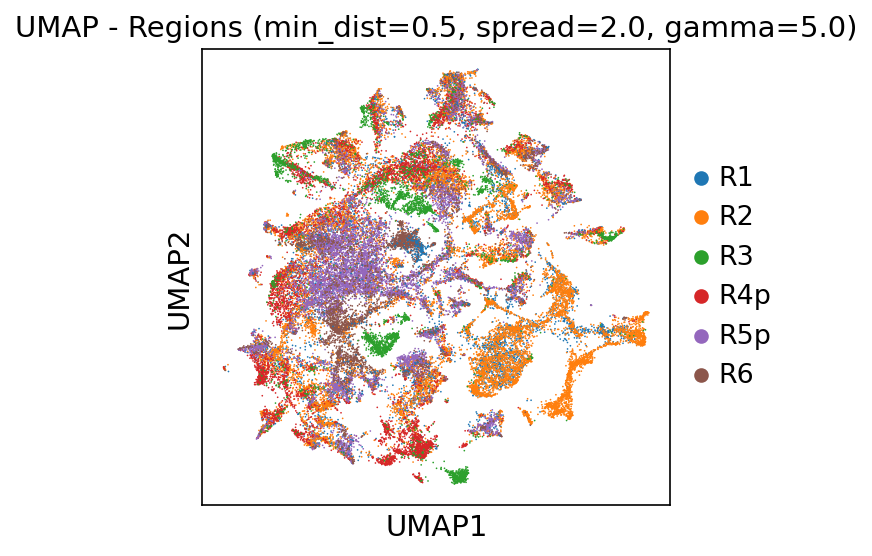 UMAP - Regions (min_dist=0.5, spread=2.0, gamma=5.0)
UMAP2
R1
R2
R3
R4p
R5p
R6
UMAP1